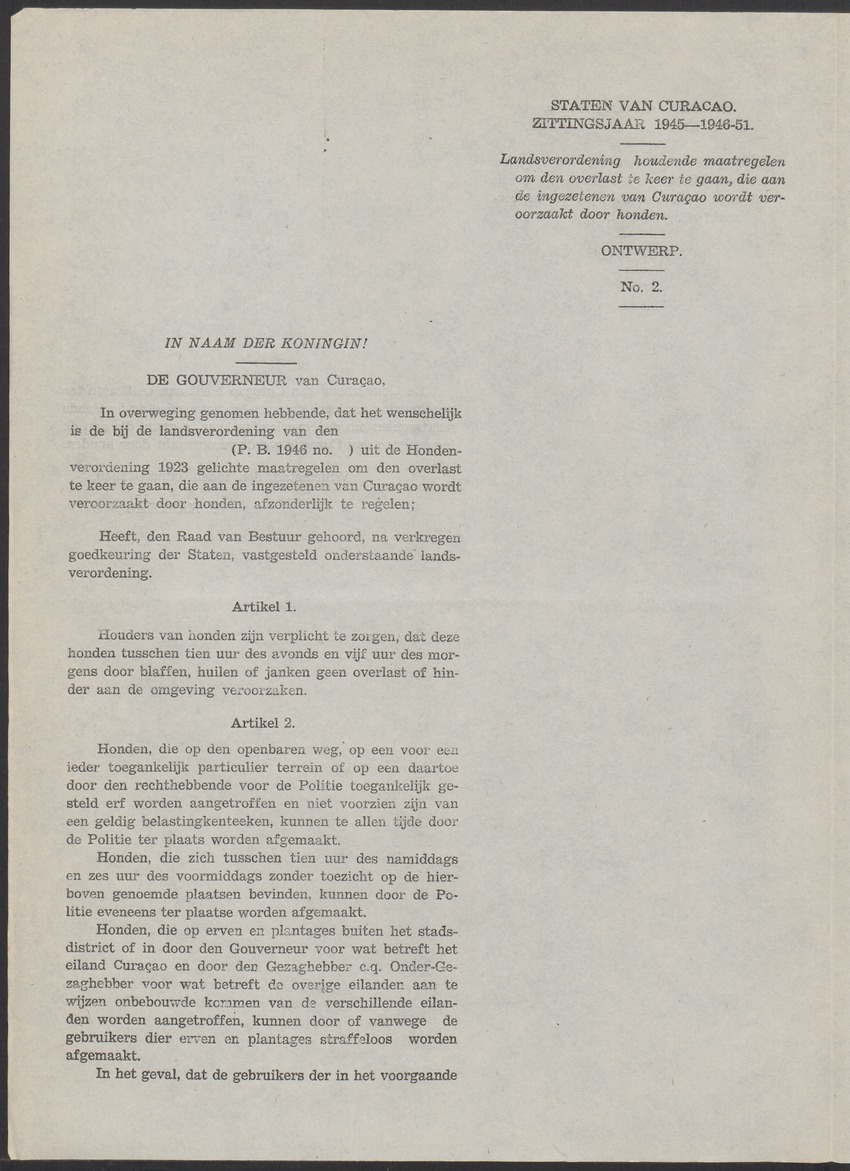 STATEN VAN CURACAO.
ZITTINGSJAAR 1945—1946-51.
Landsverordening houdende maatregelen
om den overlast te keer te gaan, die aan
de ingezetenen van Curaçao wordt ver-
oorzaakt door honden.
ONTWERP.
No. 2.
IN NAAM DER KONINGIN!
DE GOUVERNEUR van Curaçao,
In overweging genomen hebbende, dat het wenschelijk
is de bij de landsverordening van den
(P. B. 1946 no. ) uit de Honden-
verordening 1923 gelichte maatregelen om den overlast
te keer te gaan, die aan de ingezetenen van Curaçao wordt
veroorzaakt door honden, afzonderlijk te regelen;
Heeft, den Raad van Bestuur gehoord, na verkregen
goedkeuring der Staten, vastgesteld onderstaande lands-
verordening.
Artikel 1.
Houders van honden zijn verplicht te zorgen, dat deze
honden tusschen tien uur des avonds en vijf uur des mor-
gens door blaffen, huilen of janken geen overlast of hin-
der aan de omgeving veroorzaken.
Artikel 2.
Honden, die op den openbaren weg, op een voor een
ieder toegankelijk particulier terrein of op een daartoe
door den rechthebbende voor de Politie toegankelijk ge-
steld erf worden aangetroffen en niet voorzien zijn van
een geldig belastingkenteeken, kunnen te allen tijde door
de Politie ter plaats worden afgemaakt.
Honden, die zich tusschen tien uur des namiddags
en zes uur des voormiddags zonder toezicht op de hier-
boven genoemde plaatsen bevinden, kunnen door de Po-
litie eveneens ter plaatse worden afgemaakt.
Honden, die op erven en plantages buiten het stads-
district of in door den Gouverneur voor wat betreft het
eiland Curaçao en door den Gezaghebber c.q. Onder-Ge-
zaghebber voor wat betreft de overige eilanden aan te
wijzen onbebouwde kommen van de verschillende eilan-
den worden aangetroffen, kunnen door of vanwege de
gebruikers dier erven en plantages straffeloos worden
afgemaakt.
In het geval, dat de gebruikers der in het voorgaande